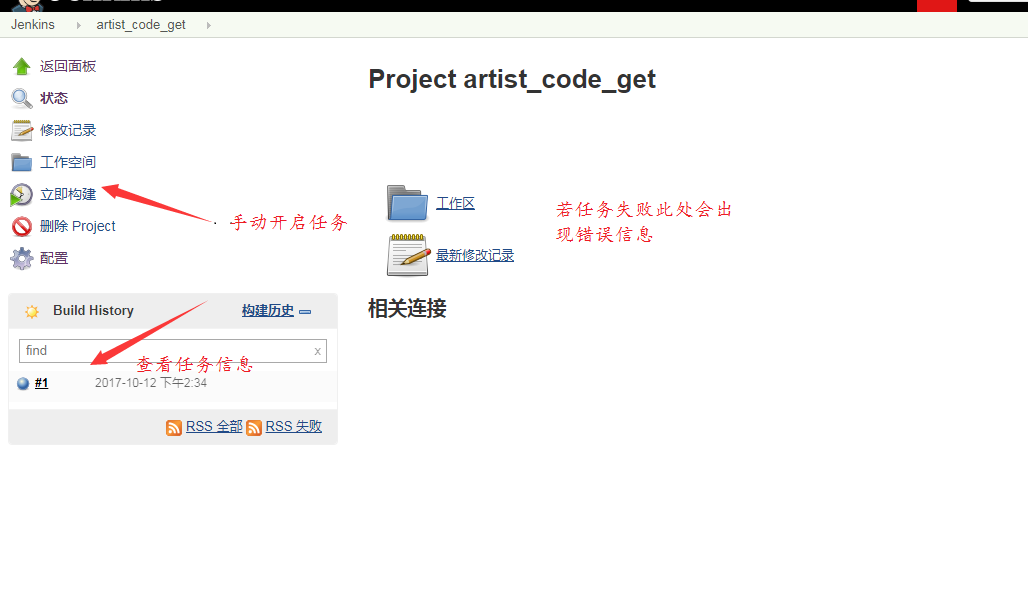 Jenkins
artist_code_get
返回面板
状态
修改记录
工作空间
立即构建
删除 Project
配置
手动开启任务
Build History
构建历史
find
x
查看任务信息
#1
2017-10-12 下午2:34
RSS 全部
RSS 失败
Project artist_code_get
工作区
最新修改记录
若任务失败此处会出
现错误信息
相关连接